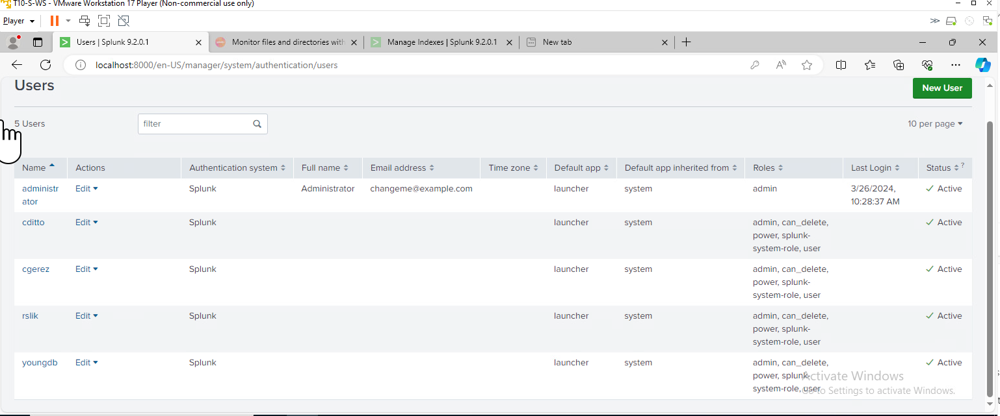 T10-S-WS - VMware Workstation 17 Player (Non-commercial use only)
Player
Users | Splunk 9.2.0.1
Monitor files and directories with
Manage Indexes | Splunk 9.2.0.1
New tab
localhost:8000/en-US/manager/system/authentication/users
Users
New User
5 Users
filter
10 per page
Name Actions Authentication system Full name Email address Time zone Default app Default app inherited from Roles Last Login Status ?
administr Edit Splunk Administrator changeme@example.com launcher system admin 3/26/2024, Active
ator 10:28:37 AM
cditto Edit Splunk launcher system admin, can_delete, Active
power, splunk-
system-role, user
cgerez Edit Splunk launcher system admin, can_delete, Active
power, splunk-
system-role, user
rslik Edit Splunk launcher system admin, can_delete, Active
power, splunk-
system-role, user
youngdb Edit Splunk launcher system admin, can_delete, Active
power, splunk-
system-role, user
Activate Windows
Go to Settings to activate Windows.